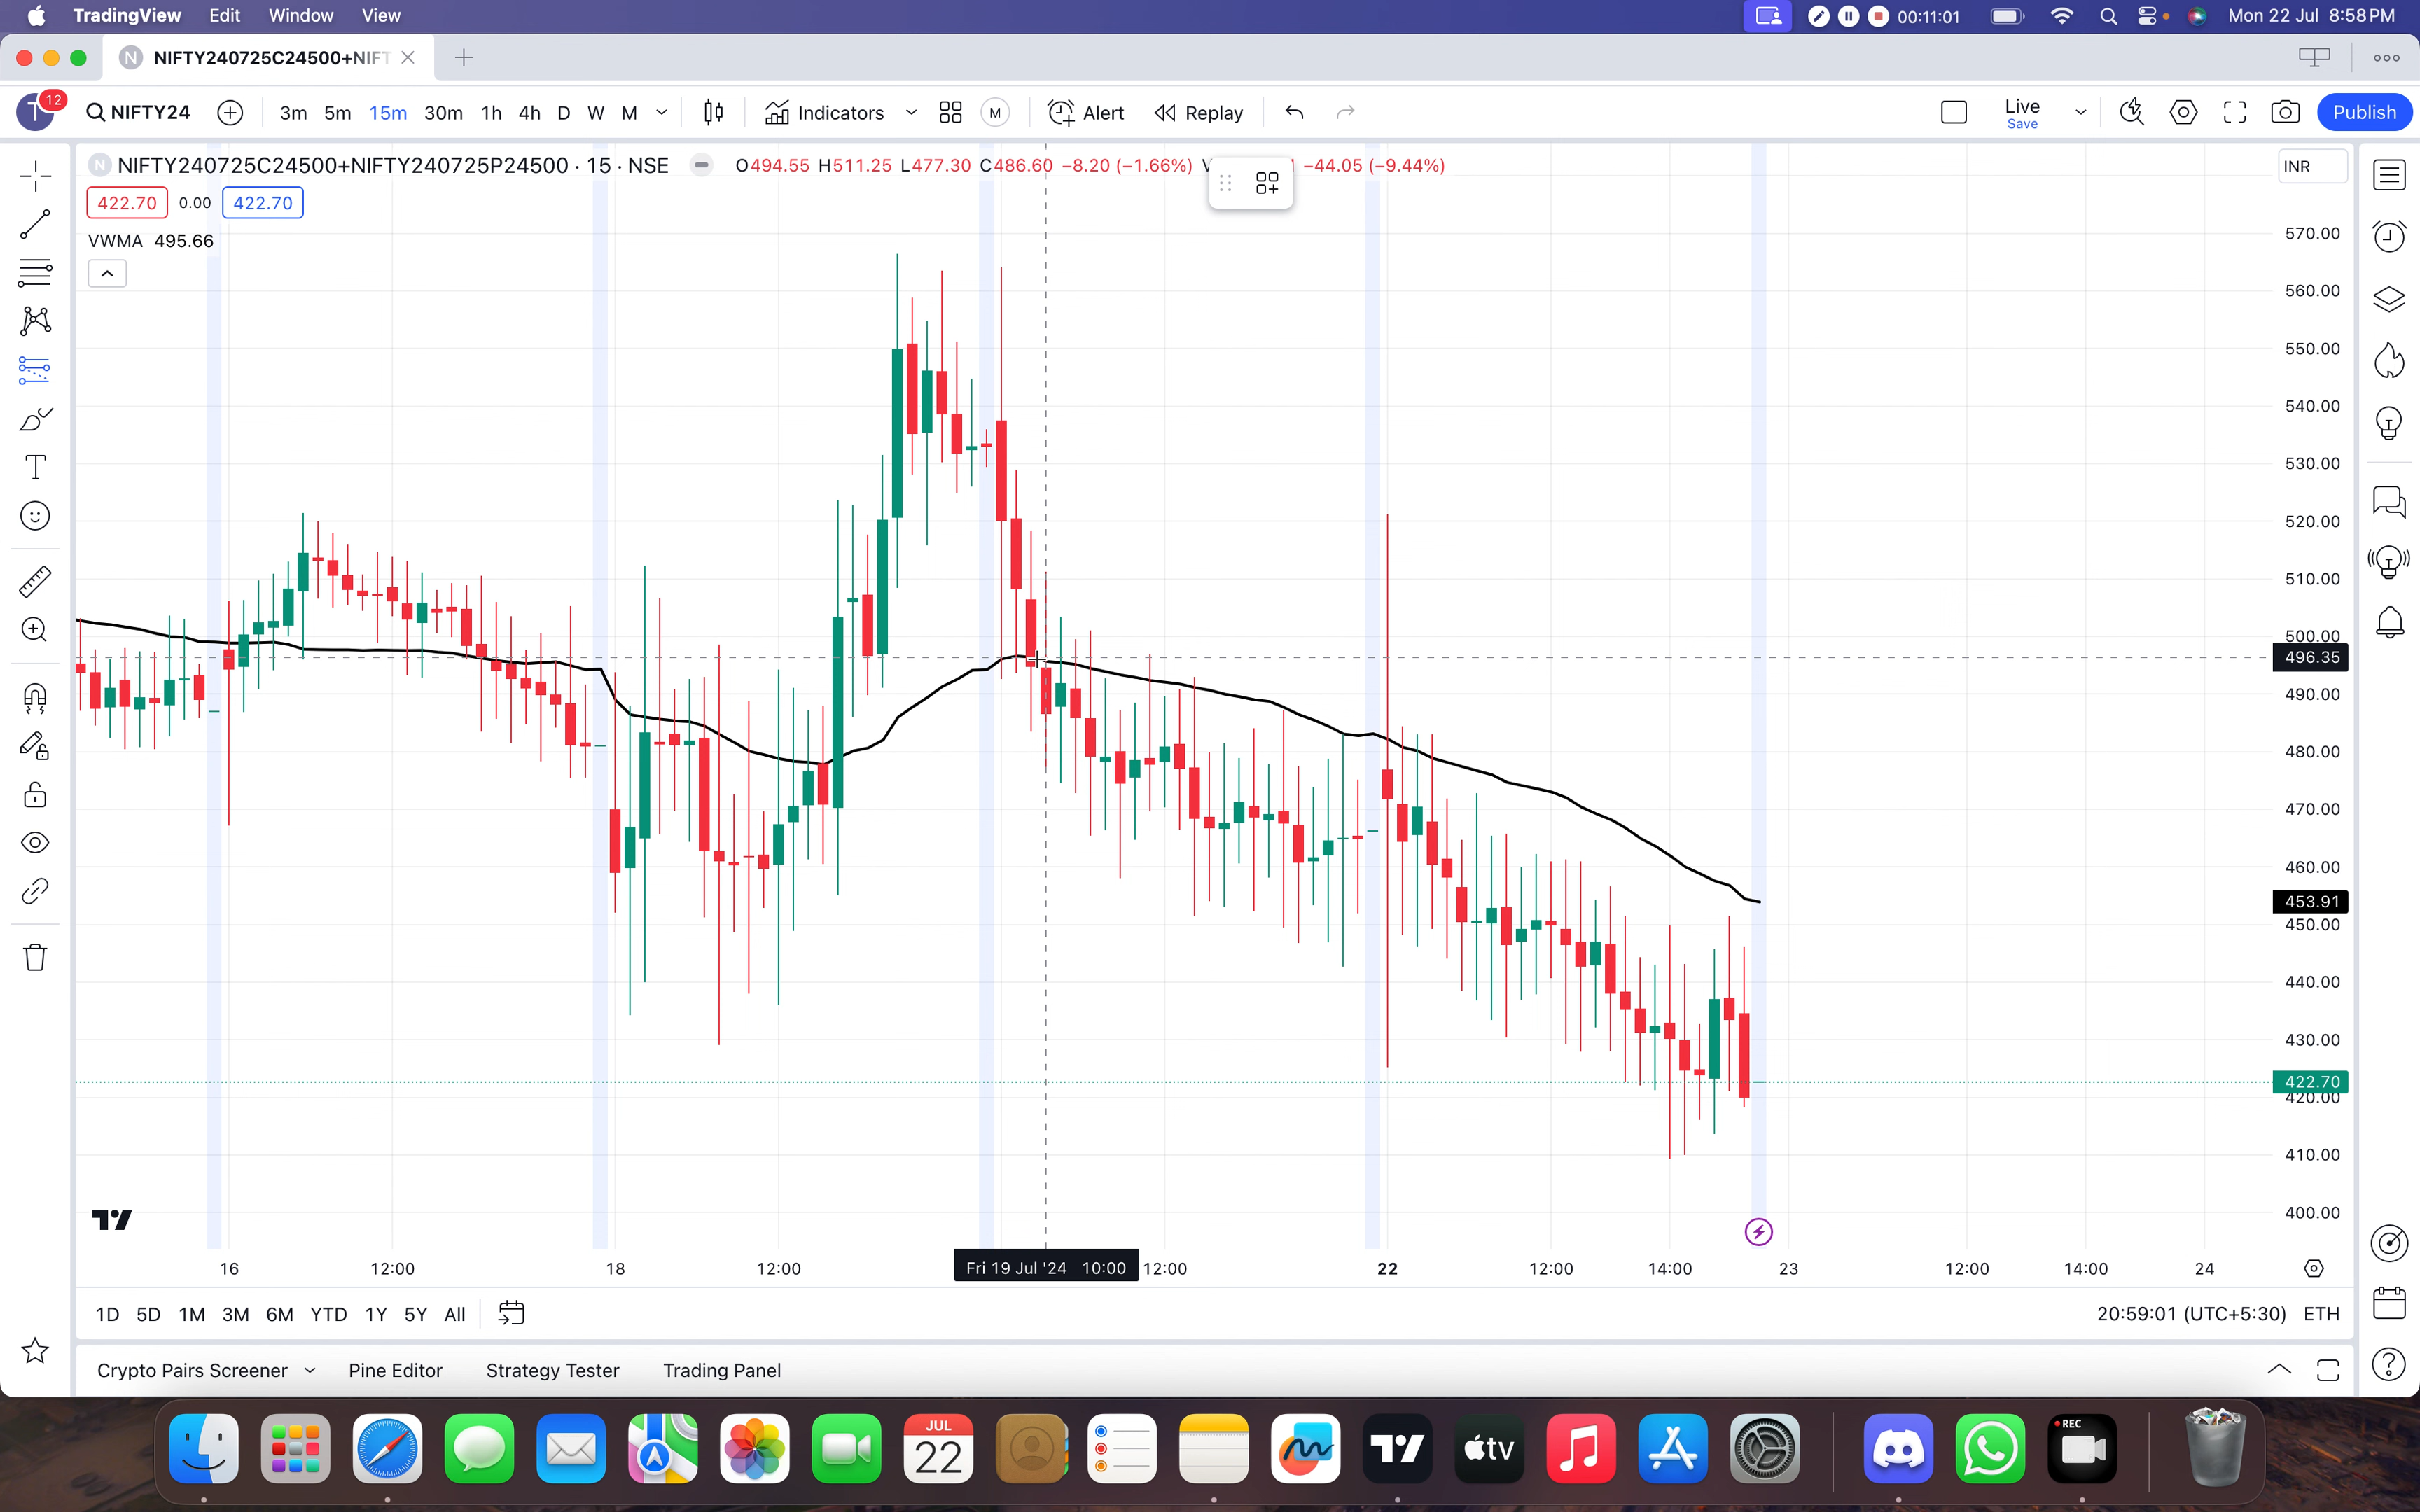 TradingView Edit Window View 00:11:01 Mon 22 Jul 8:58 PM
NIFTY240725C24500+NIFT
T 12 NIFTY24 3m 5m 15m 30m 1h 4h D W M Indicators M Alert Replay Live Publish
Save
N NIFTY240725C24500+NIFTY240725P24500 · 15 · NSE O494.55 H511.25 L477.30 C486.60 −8.20 (−1.66%) −44.05 (−9.44%) INR
422.70 0.00 422.70
VWMA 495.66
570.00
560.00
550.00
540.00
530.00
520.00
510.00
500.00
496.35
490.00
480.00
470.00
460.00
453.91
450.00
440.00
430.00
422.70
420.00
410.00
400.00
16 12:00 18 12:00 Fri 19 Jul '24 10:00 12:00 22 12:00 14:00 23 12:00 14:00 24
1D 5D 1M 3M 6M YTD 1Y 5Y All 20:59:01 (UTC+5:30) ETH
Crypto Pairs Screener Pine Editor Strategy Tester Trading Panel
JUL
22
tv
REC